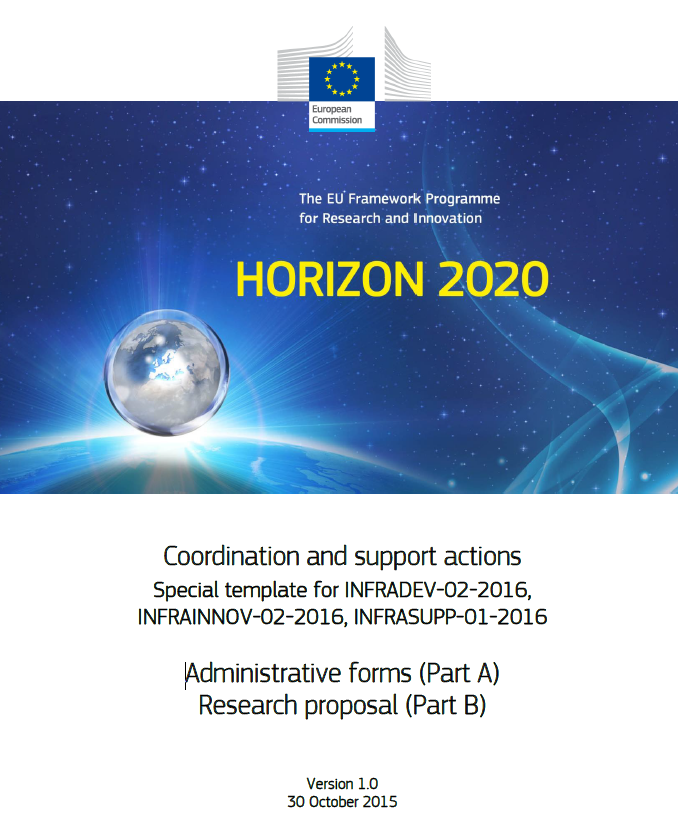 European
Commission
The EU Framework Programme
for Research and Innovation
HORIZON 2020
Coordination and support actions
Special template for INFRADEV-02-2016,
INFRAINNOV-02-2016, INFRASUPP-01-2016
Administrative forms (Part A)
Research proposal (Part B)
Version 1.0
30 October 2015